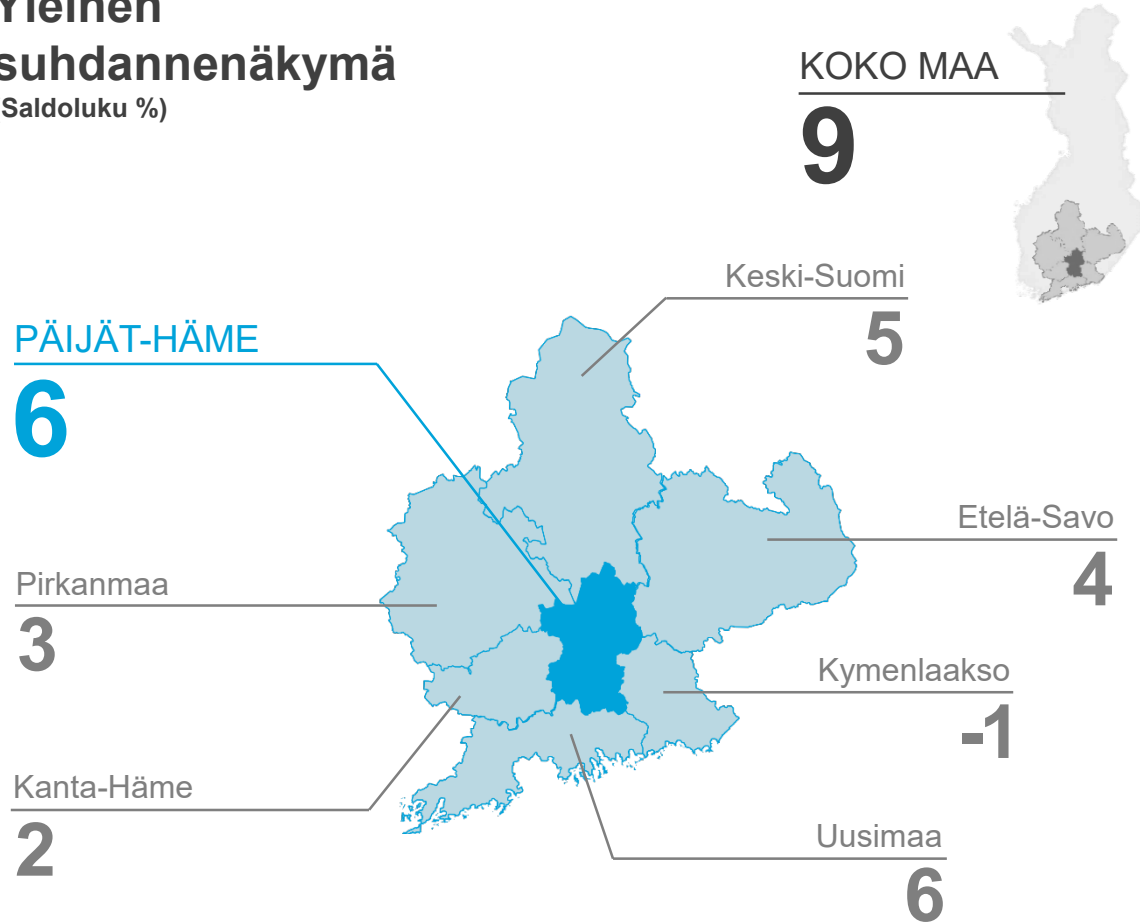 Yleinen
suhdannenäkymä
(Saldoluku %)
KOKO MAA
9
Keski-Suomi
5
PÄIJÄT-HÄME
6
Etelä-Savo
4
Pirkanmaa
3
Kymenlaakso
-1
Kanta-Häme
2
Uusimaa
6